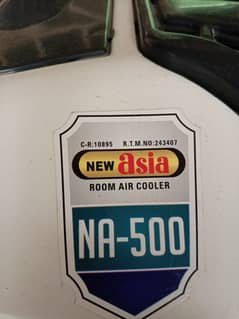 C-R:10895 R.T.M.NO:243407
NEW asia
ROOM AIR COOLER
NA-500